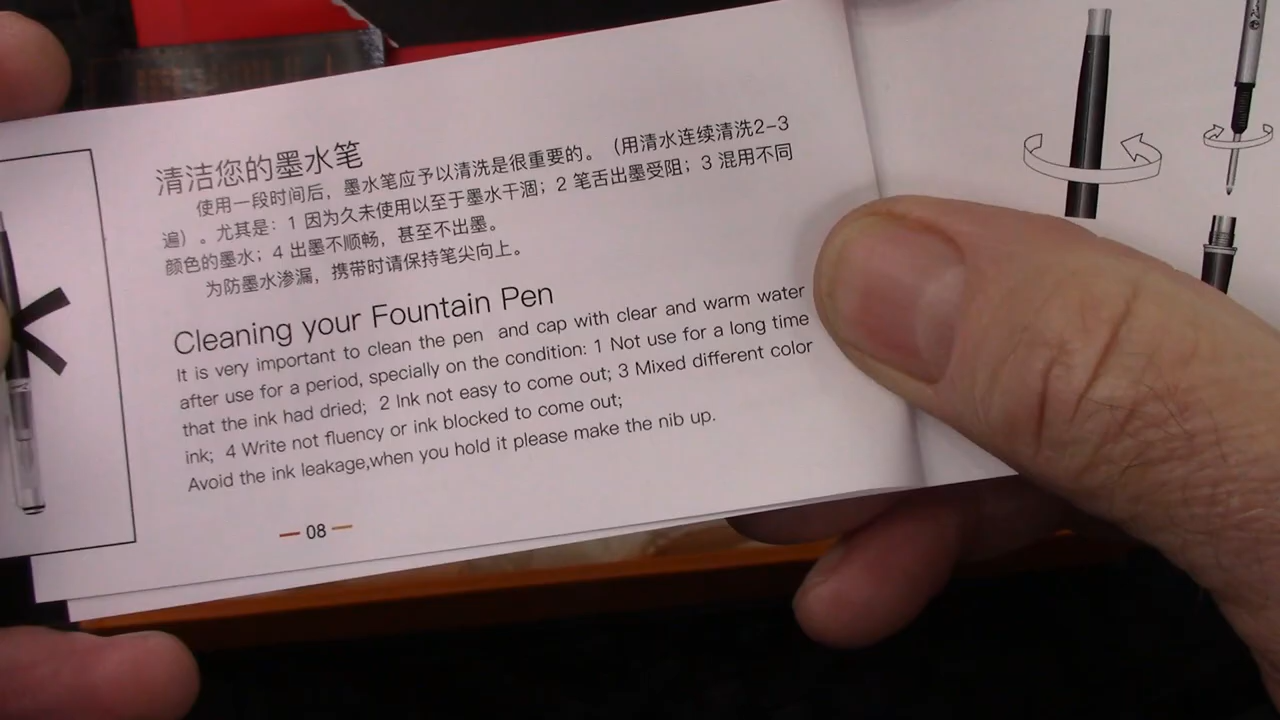 清洁您的墨水笔
使用一段时间后，墨水笔应予以清洗是很重要的。（用清水连续清洗2-3
遍）。尤其是：1 因为久未使用以至于墨水干涸；2 笔舌出墨受阻；3 混用不同
颜色的墨水；4 出墨不顺畅，甚至不出墨。
为防墨水渗漏，携带时请保持笔尖向上。
Cleaning your Fountain Pen
It is very important to clean the pen and cap with clear and warm water
after use for a period, specially on the condition: 1 Not use for a long time
that the ink had dried; 2 Ink not easy to come out; 3 Mixed different color
ink; 4 Write not fluency or ink blocked to come out;
Avoid the ink leakage,when you hold it please make the nib up.
— 08 —